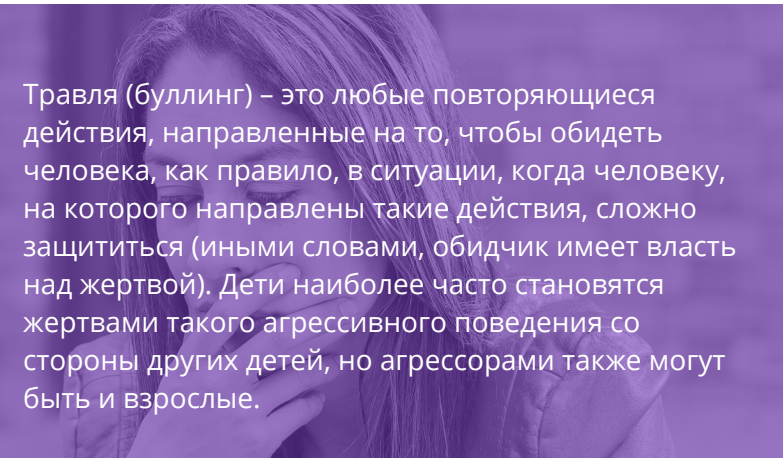 Травля (буллинг) – это любые повторяющиеся
действия, направленные на то, чтобы обидеть
человека, как правило, в ситуации, когда человеку,
на которого направлены такие действия, сложно
защититься (иными словами, обидчик имеет власть
над жертвой). Дети наиболее часто становятся
жертвами такого агрессивного поведения со
стороны других детей, но агрессорами также могут
быть и взрослые.